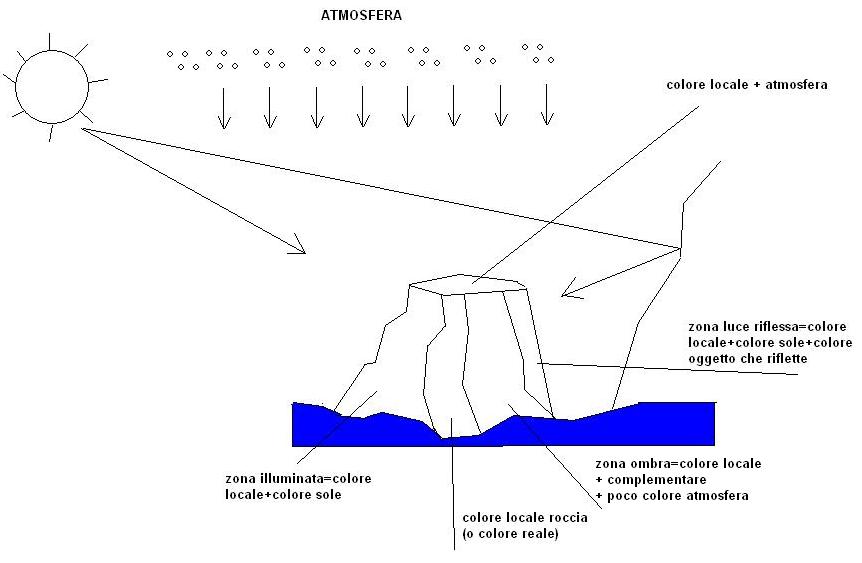 ATMOSFERA
colore locale + atmosfera
zona luce riflessa=colore
locale+colore sole+colore
oggetto che riflette
zona illuminata=colore
locale+colore sole
zona ombra=colore locale
+ complementare
+ poco colore atmosfera
colore locale roccia
(o colore reale)